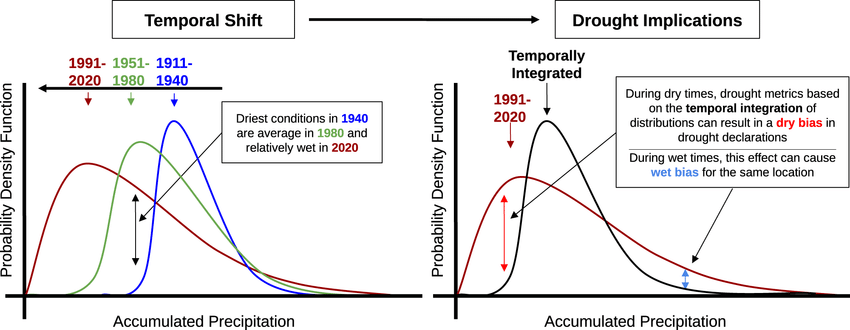 Temporal Shift
Drought Implications
1991-
2020
1951-
1980
1911-
1940
Driest conditions in 1940
are average in 1980 and
relatively wet in 2020
Probability Density Function
Accumulated Precipitation
Temporally
Integrated
1991-
2020
During dry times, drought metrics based
on the temporal integration of
distributions can result in a dry bias in
drought declarations
During wet times, this effect can cause
wet bias for the same location
Probability Density Function
Accumulated Precipitation